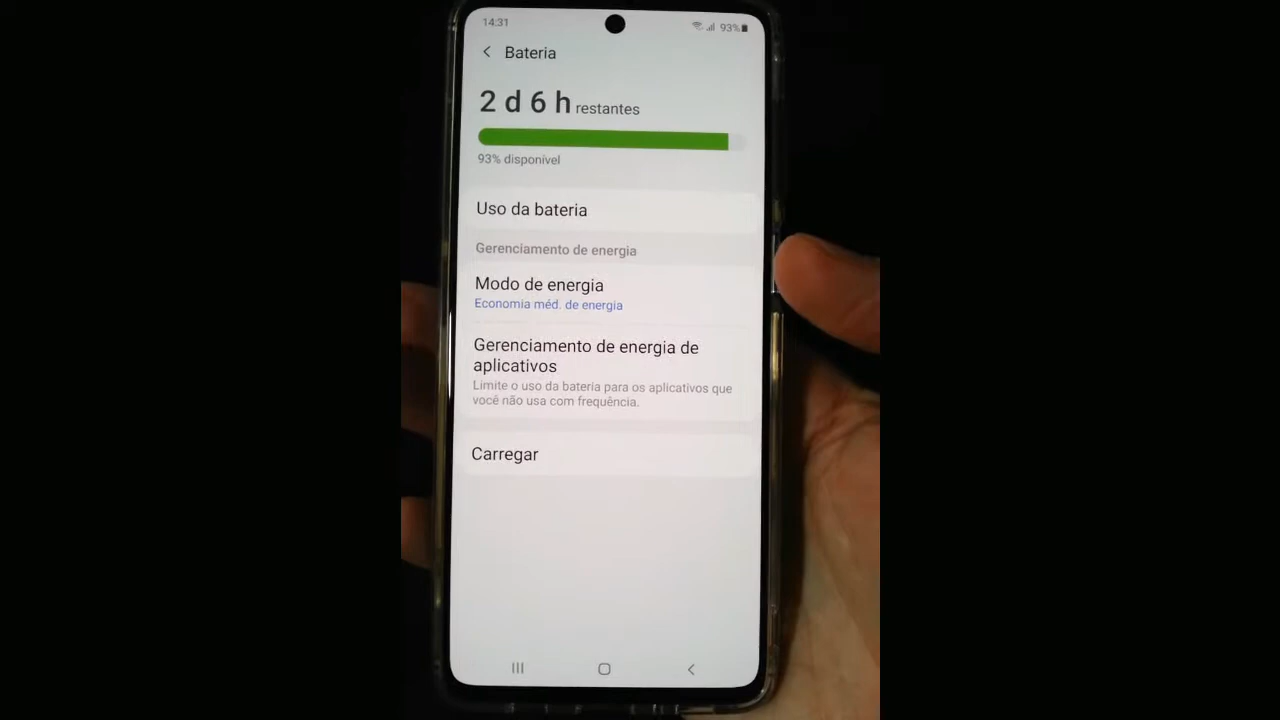 14:31
93%
Bateria
2 d 6 h restantes
93% disponível
Uso da bateria
Gerenciamento de energia
Modo de energia
Economia méd. de energia
Gerenciamento de energia de
aplicativos
Limite o uso da bateria para os aplicativos que
você não usa com frequência.
Carregar